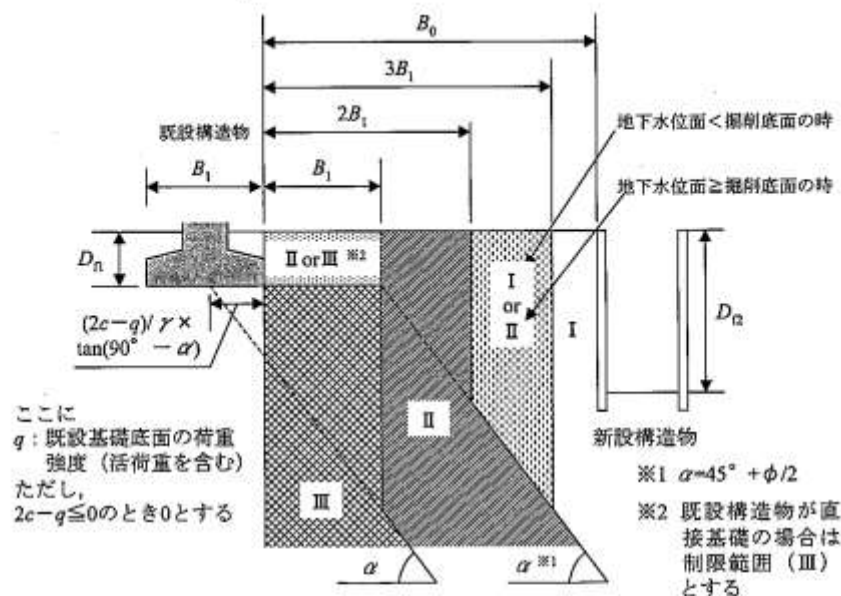 B₀
3B₁
地下水位面＜掘削底面の時
既設構造物
2B₁
B₁
B₁
地下水位面≧掘削底面の時
D_f1
Ⅱ or Ⅲ ※2
Ⅰ
or
Ⅱ
Ⅰ
D_f2
(2c−q)/γ×
tan(90°−α)
Ⅱ
ここに
q：既設基礎底面の荷重
強度（活荷重を含む）
ただし，
2c−q≦0のとき0とする
Ⅲ
新設構造物
※1 α=45°+φ/2
※2 既設構造物が直
接基礎の場合は
制限範囲（Ⅲ）
とする
α
α ※1